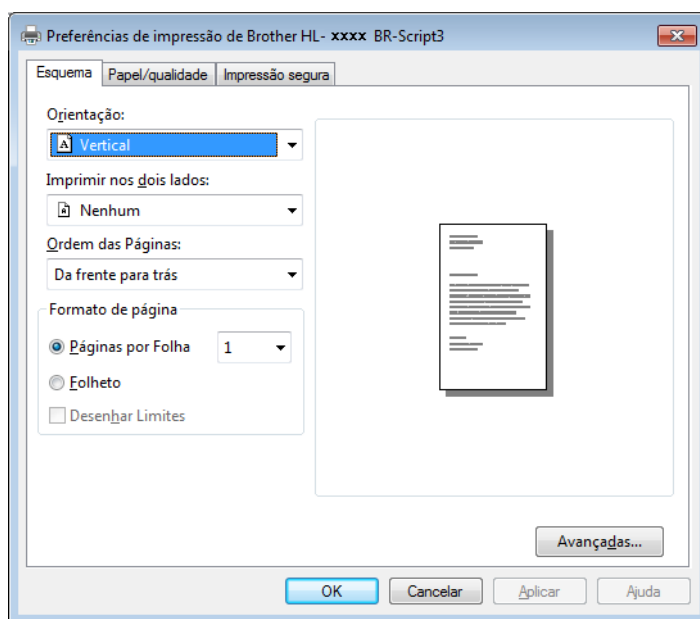 Preferências de impressão de Brother HL- xxxx BR-Script3
Esquema Papel/qualidade Impressão segura
Orientação:
A Vertical
Imprimir nos dois lados:
Nenhum
Ordem das Páginas:
Da frente para trás
Formato de página
Páginas por Folha 1
Folheto
Desenhar Limites
Avançadas...
OK Cancelar Aplicar Ajuda